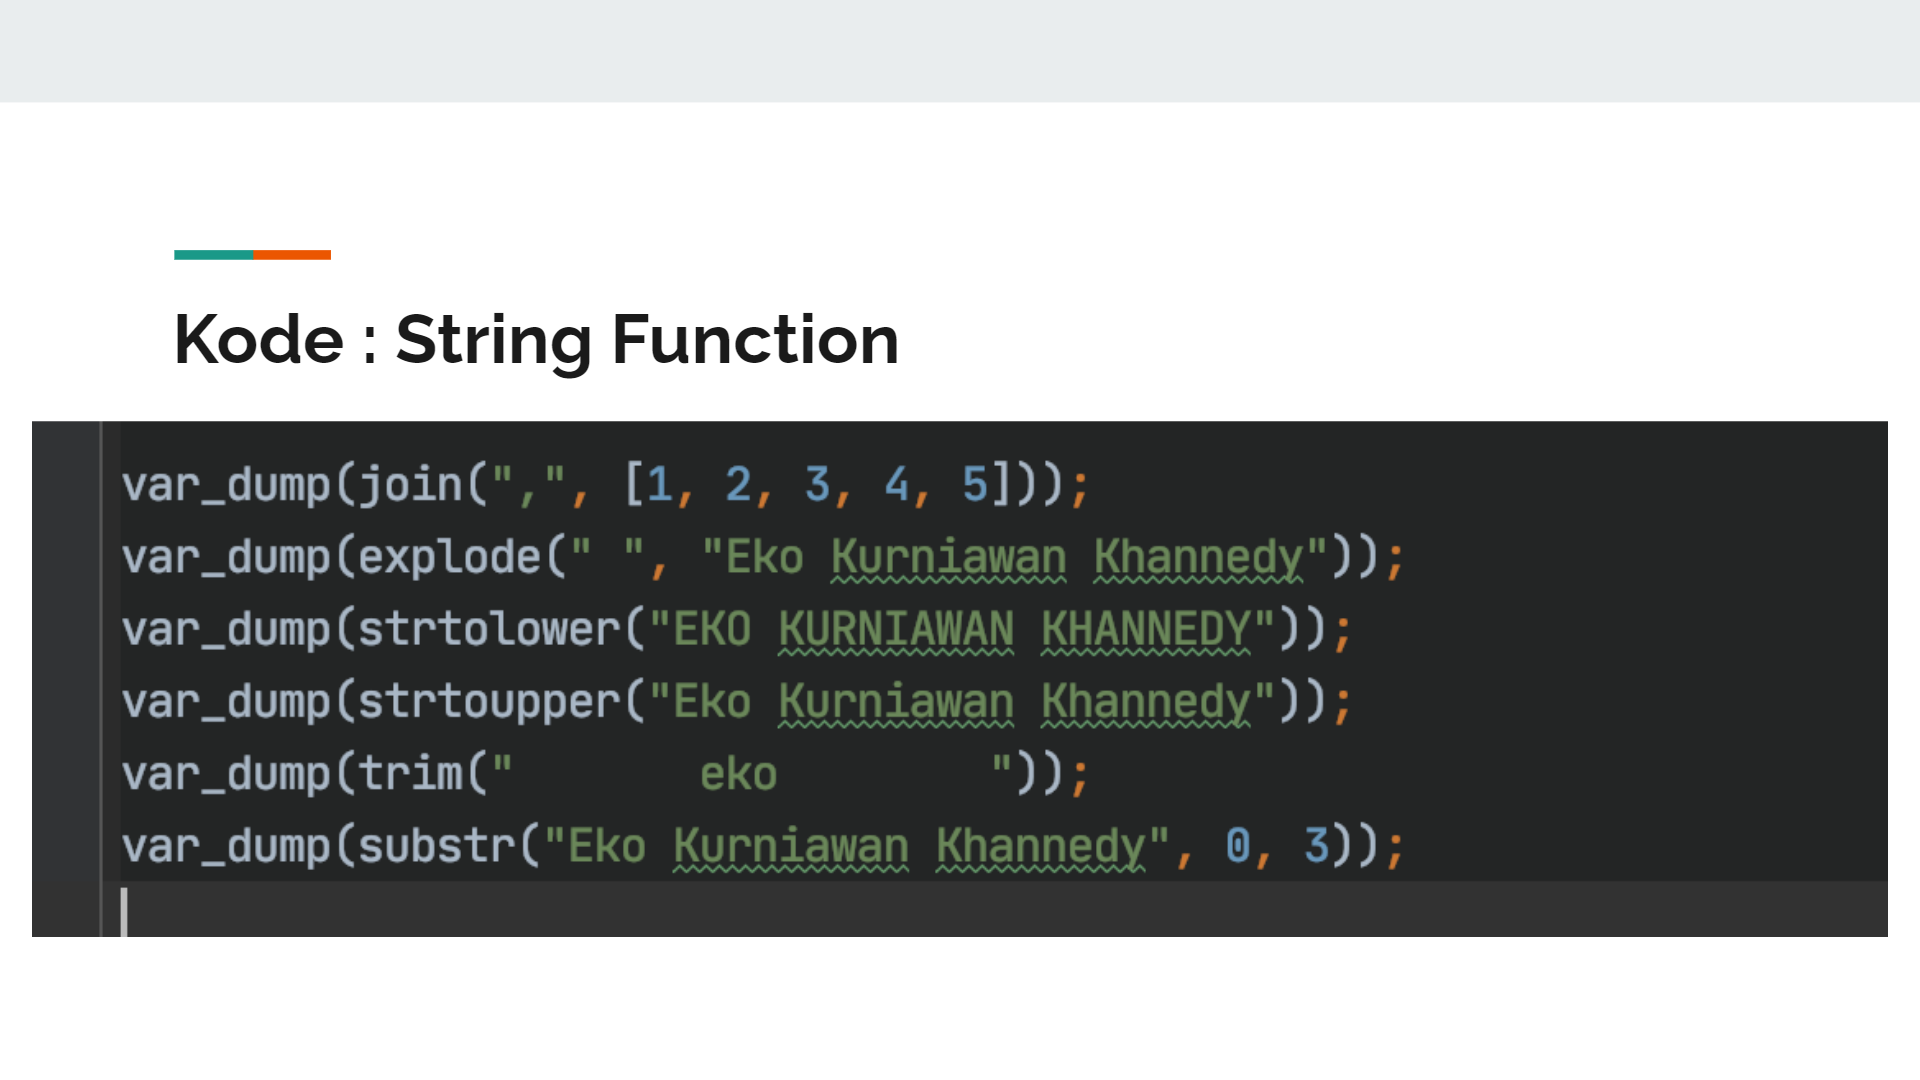 Kode : String Function
var_dump(join(",", [1, 2, 3, 4, 5]));
var_dump(explode(" ", "Eko Kurniawan Khannedy"));
var_dump(strtolower("EKO KURNIAWAN KHANNEDY"));
var_dump(strtoupper("Eko Kurniawan Khannedy"));
var_dump(trim("       eko        "));
var_dump(substr("Eko Kurniawan Khannedy", 0, 3));